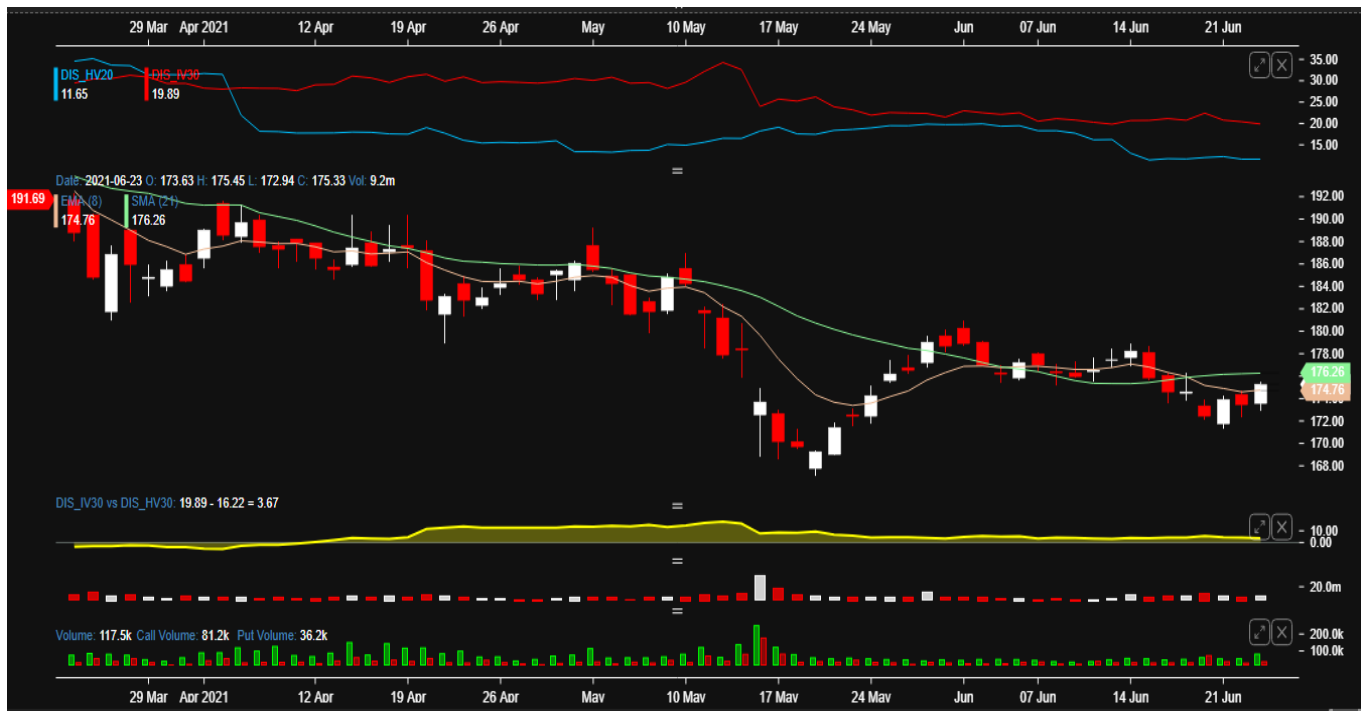 29 Mar Apr 2021 12 Apr 19 Apr 26 Apr May 10 May 17 May 24 May Jun 07 Jun 14 Jun 21 Jun
DIS_HV20 DIS_IV30
11.65 19.89
35.00
30.00
25.00
20.00
15.00
Date: 2021-06-23 O: 173.63 H: 175.45 L: 172.94 C: 175.33 Vol: 9.2m
191.69
EMA (8) SMA (21)
174.76 176.26
192.00
190.00
188.00
186.00
184.00
182.00
180.00
178.00
176.26
174.76
172.00
170.00
168.00
DIS_IV30 vs DIS_HV30: 19.89 - 16.22 = 3.67
10.00
0.00
20.0m
Volume: 117.5k Call Volume: 81.2k Put Volume: 36.2k
200.0k
100.0k
29 Mar Apr 2021 12 Apr 19 Apr 26 Apr May 10 May 17 May 24 May Jun 07 Jun 14 Jun 21 Jun